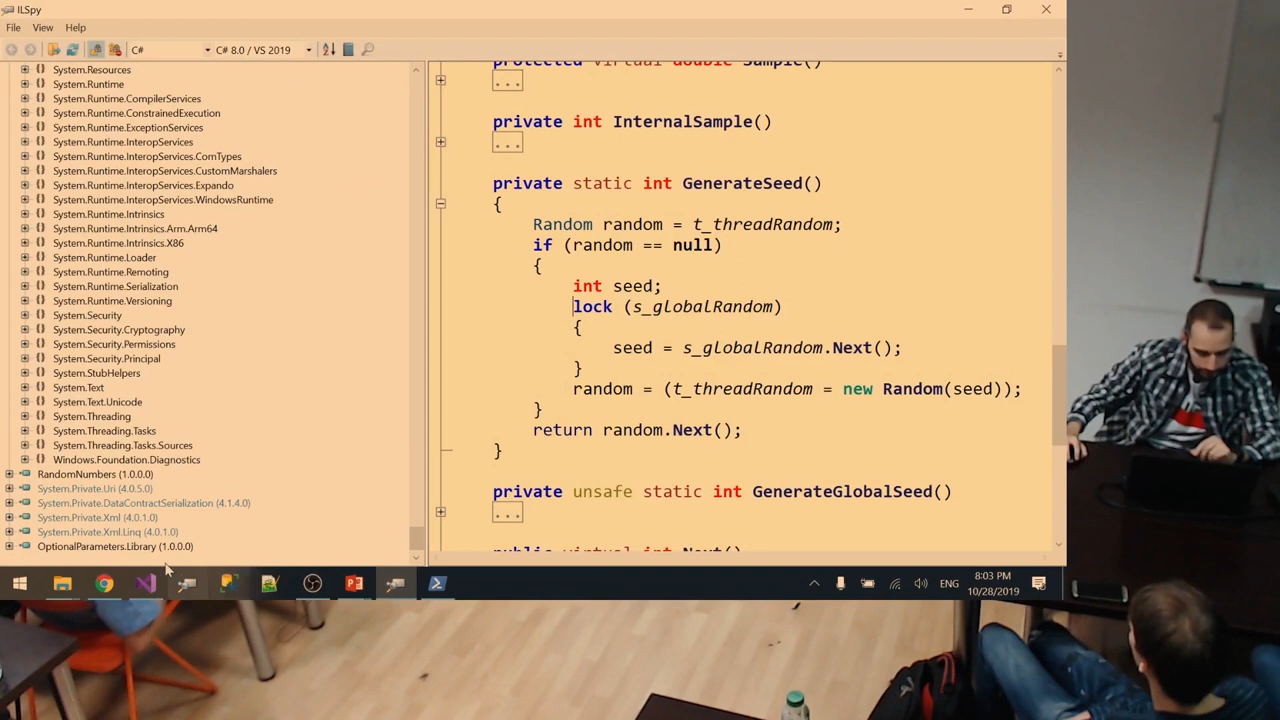 ILSpy
File View Help
C# C# 8.0 / VS 2019
System.Resources
System.Runtime
System.Runtime.CompilerServices
System.Runtime.ConstrainedExecution
System.Runtime.ExceptionServices
System.Runtime.InteropServices
System.Runtime.InteropServices.ComTypes
System.Runtime.InteropServices.CustomMarshalers
System.Runtime.InteropServices.Expando
System.Runtime.InteropServices.WindowsRuntime
System.Runtime.Intrinsics
System.Runtime.Intrinsics.Arm.Arm64
System.Runtime.Intrinsics.X86
System.Runtime.Loader
System.Runtime.Remoting
System.Runtime.Serialization
System.Runtime.Versioning
System.Security
System.Security.Cryptography
System.Security.Permissions
System.Security.Principal
System.StubHelpers
System.Text
System.Text.Unicode
System.Threading
System.Threading.Tasks
System.Threading.Tasks.Sources
Windows.Foundation.Diagnostics
RandomNumbers (1.0.0.0)
System.Private.Uri (4.0.5.0)
System.Private.DataContractSerialization (4.1.4.0)
System.Private.Xml (4.0.1.0)
System.Private.Xml.Linq (4.0.1.0)
OptionalParameters.Library (1.0.0.0)
protected virtual double Sample()
...
private int InternalSample()
...
private static int GenerateSeed()
{
Random random = t_threadRandom;
if (random == null)
{
int seed;
lock (s_globalRandom)
{
seed = s_globalRandom.Next();
}
random = (t_threadRandom = new Random(seed));
}
return random.Next();
}
private unsafe static int GenerateGlobalSeed()
...
public virtual int Next()
ENG
8:03 PM
10/28/2019